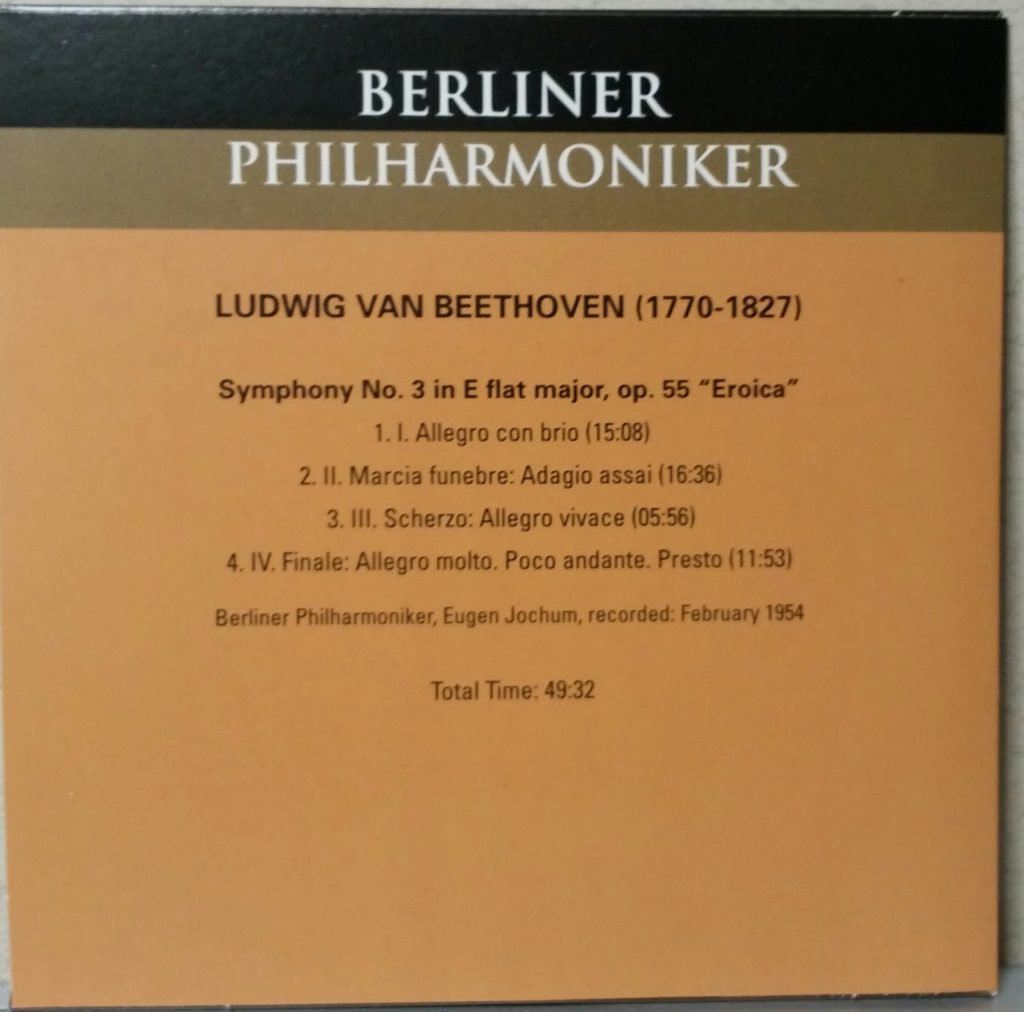 BERLINER
PHILHARMONIKER
LUDWIG VAN BEETHOVEN (1770-1827)
Symphony No. 3 in E flat major, op. 55 “Eroica”
1. I. Allegro con brio (15:08)
2. II. Marcia funebre: Adagio assai (16:36)
3. III. Scherzo: Allegro vivace (05:56)
4. IV. Finale: Allegro molto. Poco andante. Presto (11:53)
Berliner Philharmoniker, Eugen Jochum, recorded: February 1954
Total Time: 49:32